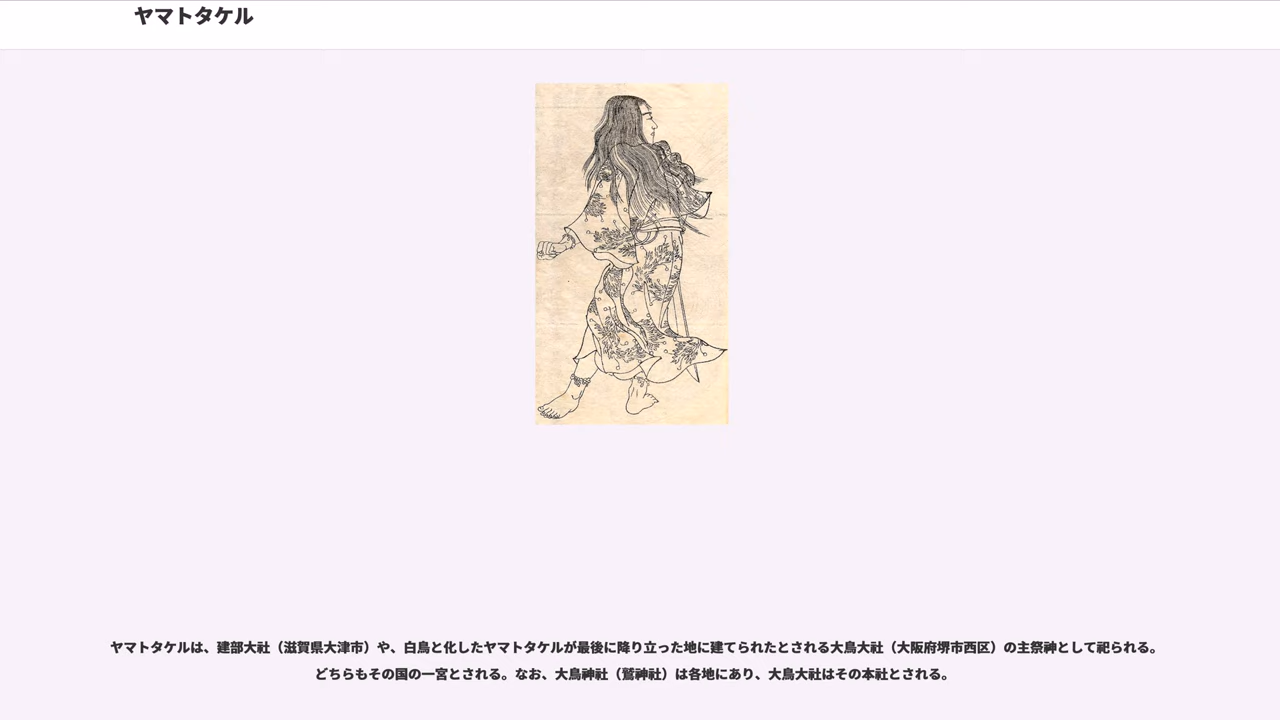 ヤマトタケル
ヤマトタケルは、建部大社（滋賀県大津市）や、白鳥と化したヤマトタケルが最後に降り立った地に建てられたとされる大鳥大社（大阪府堺市西区）の主祭神として祀られる。
どちらもその国の一宮とされる。なお、大鳥神社（鷲神社）は各地にあり、大鳥大社はその本社とされる。